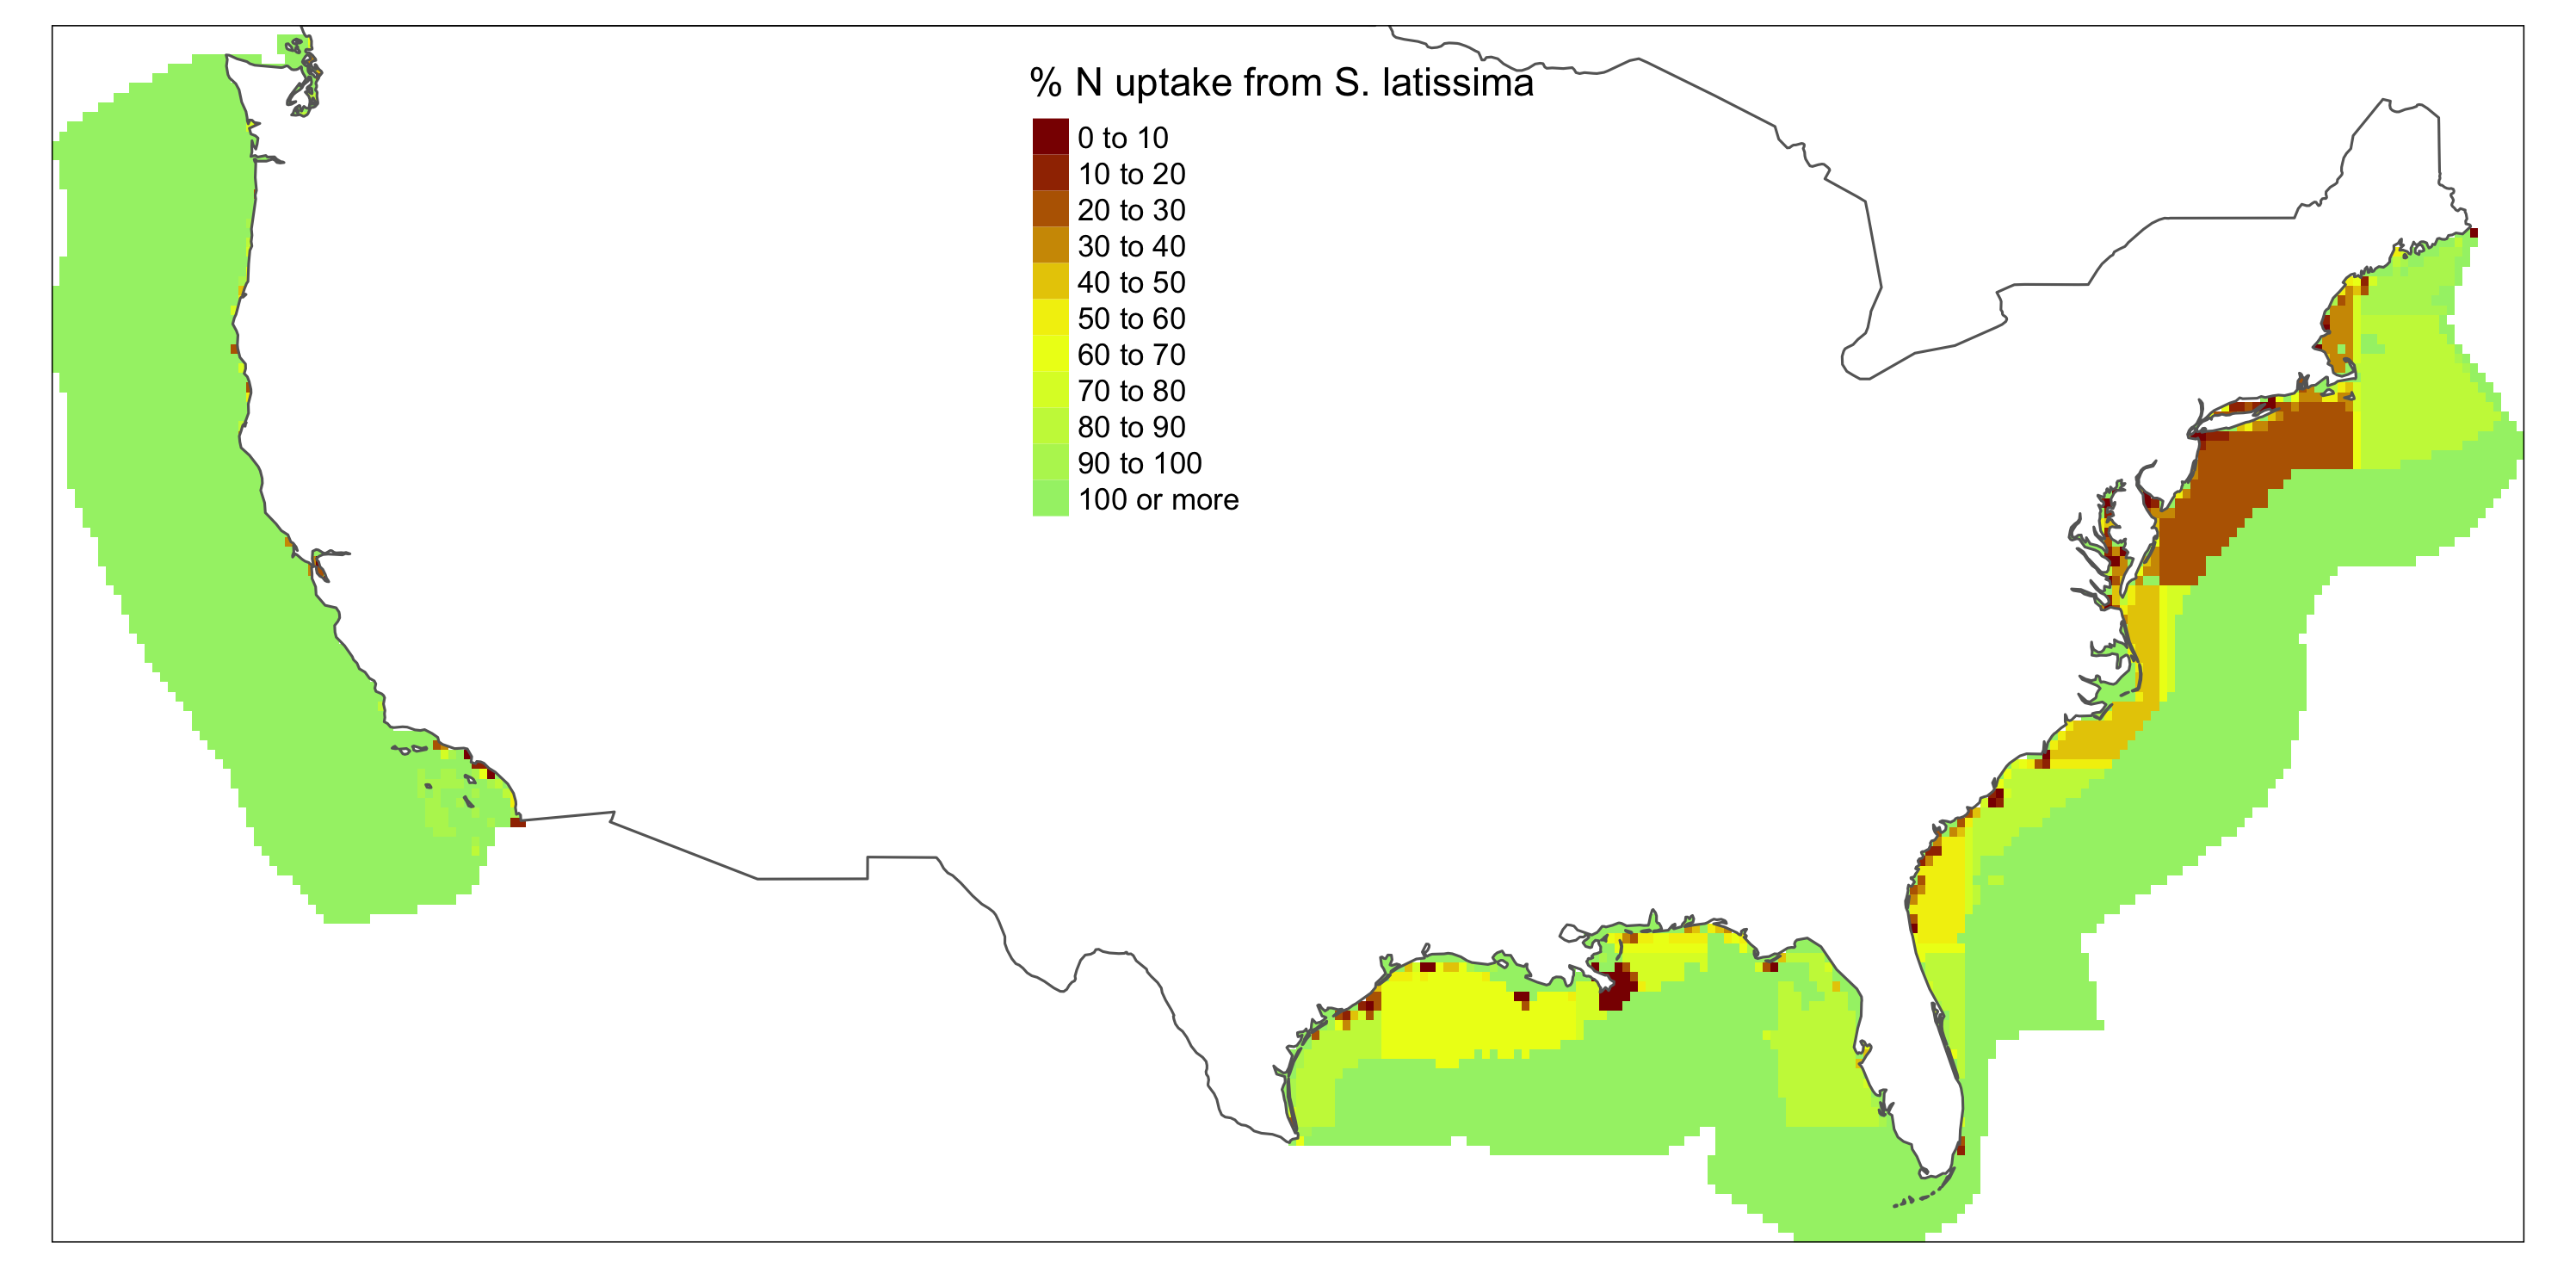 % N uptake from S. latissima
0 to 10
10 to 20
20 to 30
30 to 40
40 to 50
50 to 60
60 to 70
70 to 80
80 to 90
90 to 100
100 or more